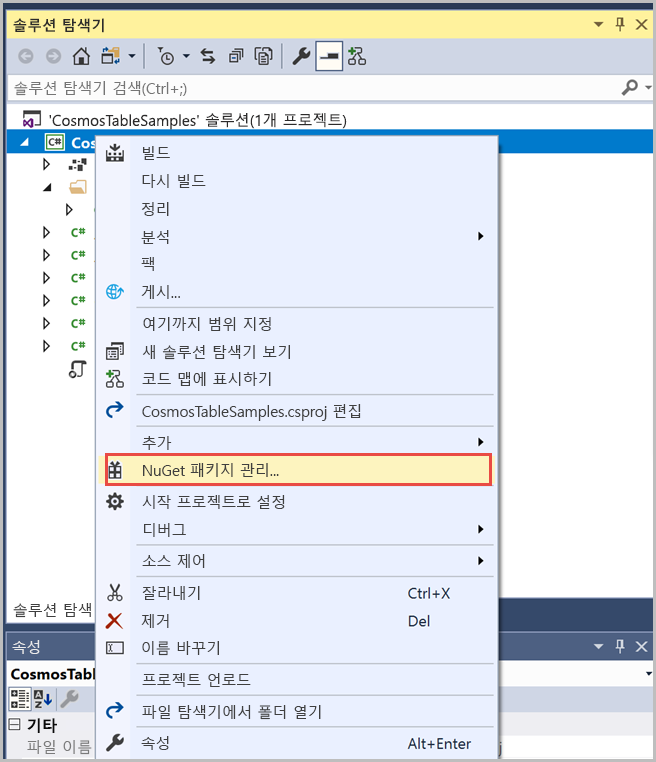 솔루션 탐색기
솔루션 탐색기 검색(Ctrl+;)
'CosmosTableSamples' 솔루션(1개 프로젝트)
C#
빌드
다시 빌드
C# 정리
C# 분석
C# 팩
C# 게시...
C# 여기까지 범위 지정
C# 새 솔루션 탐색기 보기
코드 맵에 표시하기
CosmosTableSamples.csproj 편집
추가
NuGet 패키지 관리...
시작 프로젝트로 설정
디버그
소스 제어
잘라내기 Ctrl+X
솔루션 탐색
제거 Del
속성
이름 바꾸기
프로젝트 언로드
파일 탐색기에서 폴더 열기
기타
파일 이름
속성 Alt+Enter